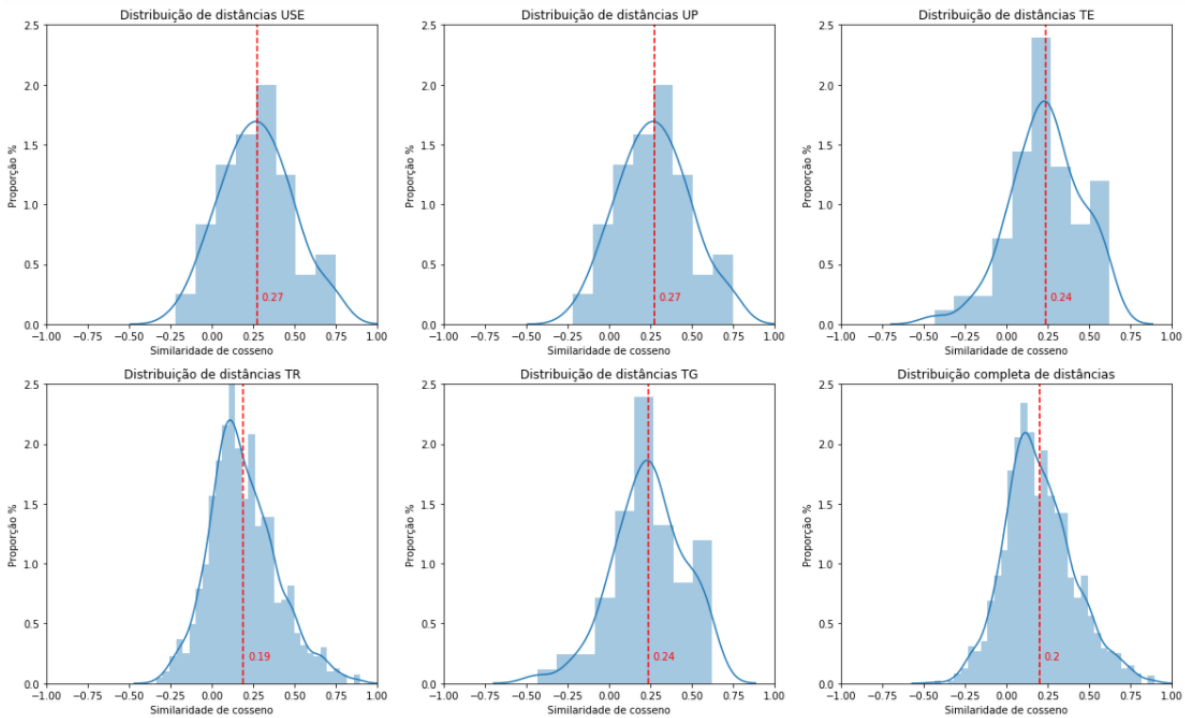 Distribuição de distâncias USE
2.5
2.0
1.5
1.0
0.5
0.0
Proporção %
0.27
−1.00 −0.75 −0.50 −0.25 0.00 0.25 0.50 0.75 1.00
Similaridade de cosseno
Distribuição de distâncias UP
2.5
2.0
1.5
1.0
0.5
0.0
Proporção %
0.27
−1.00 −0.75 −0.50 −0.25 0.00 0.25 0.50 0.75 1.00
Similaridade de cosseno
Distribuição de distâncias TE
2.5
2.0
1.5
1.0
0.5
0.0
Proporção %
0.24
−1.00 −0.75 −0.50 −0.25 0.00 0.25 0.50 0.75 1.00
Similaridade de cosseno
Distribuição de distâncias TR
2.5
2.0
1.5
1.0
0.5
0.0
Proporção %
0.19
−1.00 −0.75 −0.50 −0.25 0.00 0.25 0.50 0.75 1.00
Similaridade de cosseno
Distribuição de distâncias TG
2.5
2.0
1.5
1.0
0.5
0.0
Proporção %
0.24
−1.00 −0.75 −0.50 −0.25 0.00 0.25 0.50 0.75 1.00
Similaridade de cosseno
Distribuição completa de distâncias
2.5
2.0
1.5
1.0
0.5
0.0
Proporção %
0.2
−1.00 −0.75 −0.50 −0.25 0.00 0.25 0.50 0.75 1.00
Similaridade de cosseno